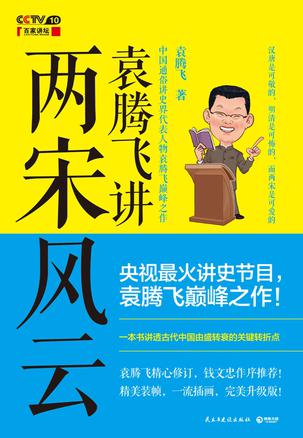 CCTV 10
百家讲坛
袁腾飞讲
两宋风云
袁腾飞 著
中国通俗讲史界代表人物袁腾飞巅峰之作
汉唐是可敬的，明清是可怖的，而两宋是可爱的
央视最火讲史节目，
袁腾飞巅峰之作！
一本书讲透古代中国由盛转衰的关键转折点
袁腾飞精心修订，钱文忠作序推荐！
精美装帧，一流插画，完美升级版！
民主与建设出版社